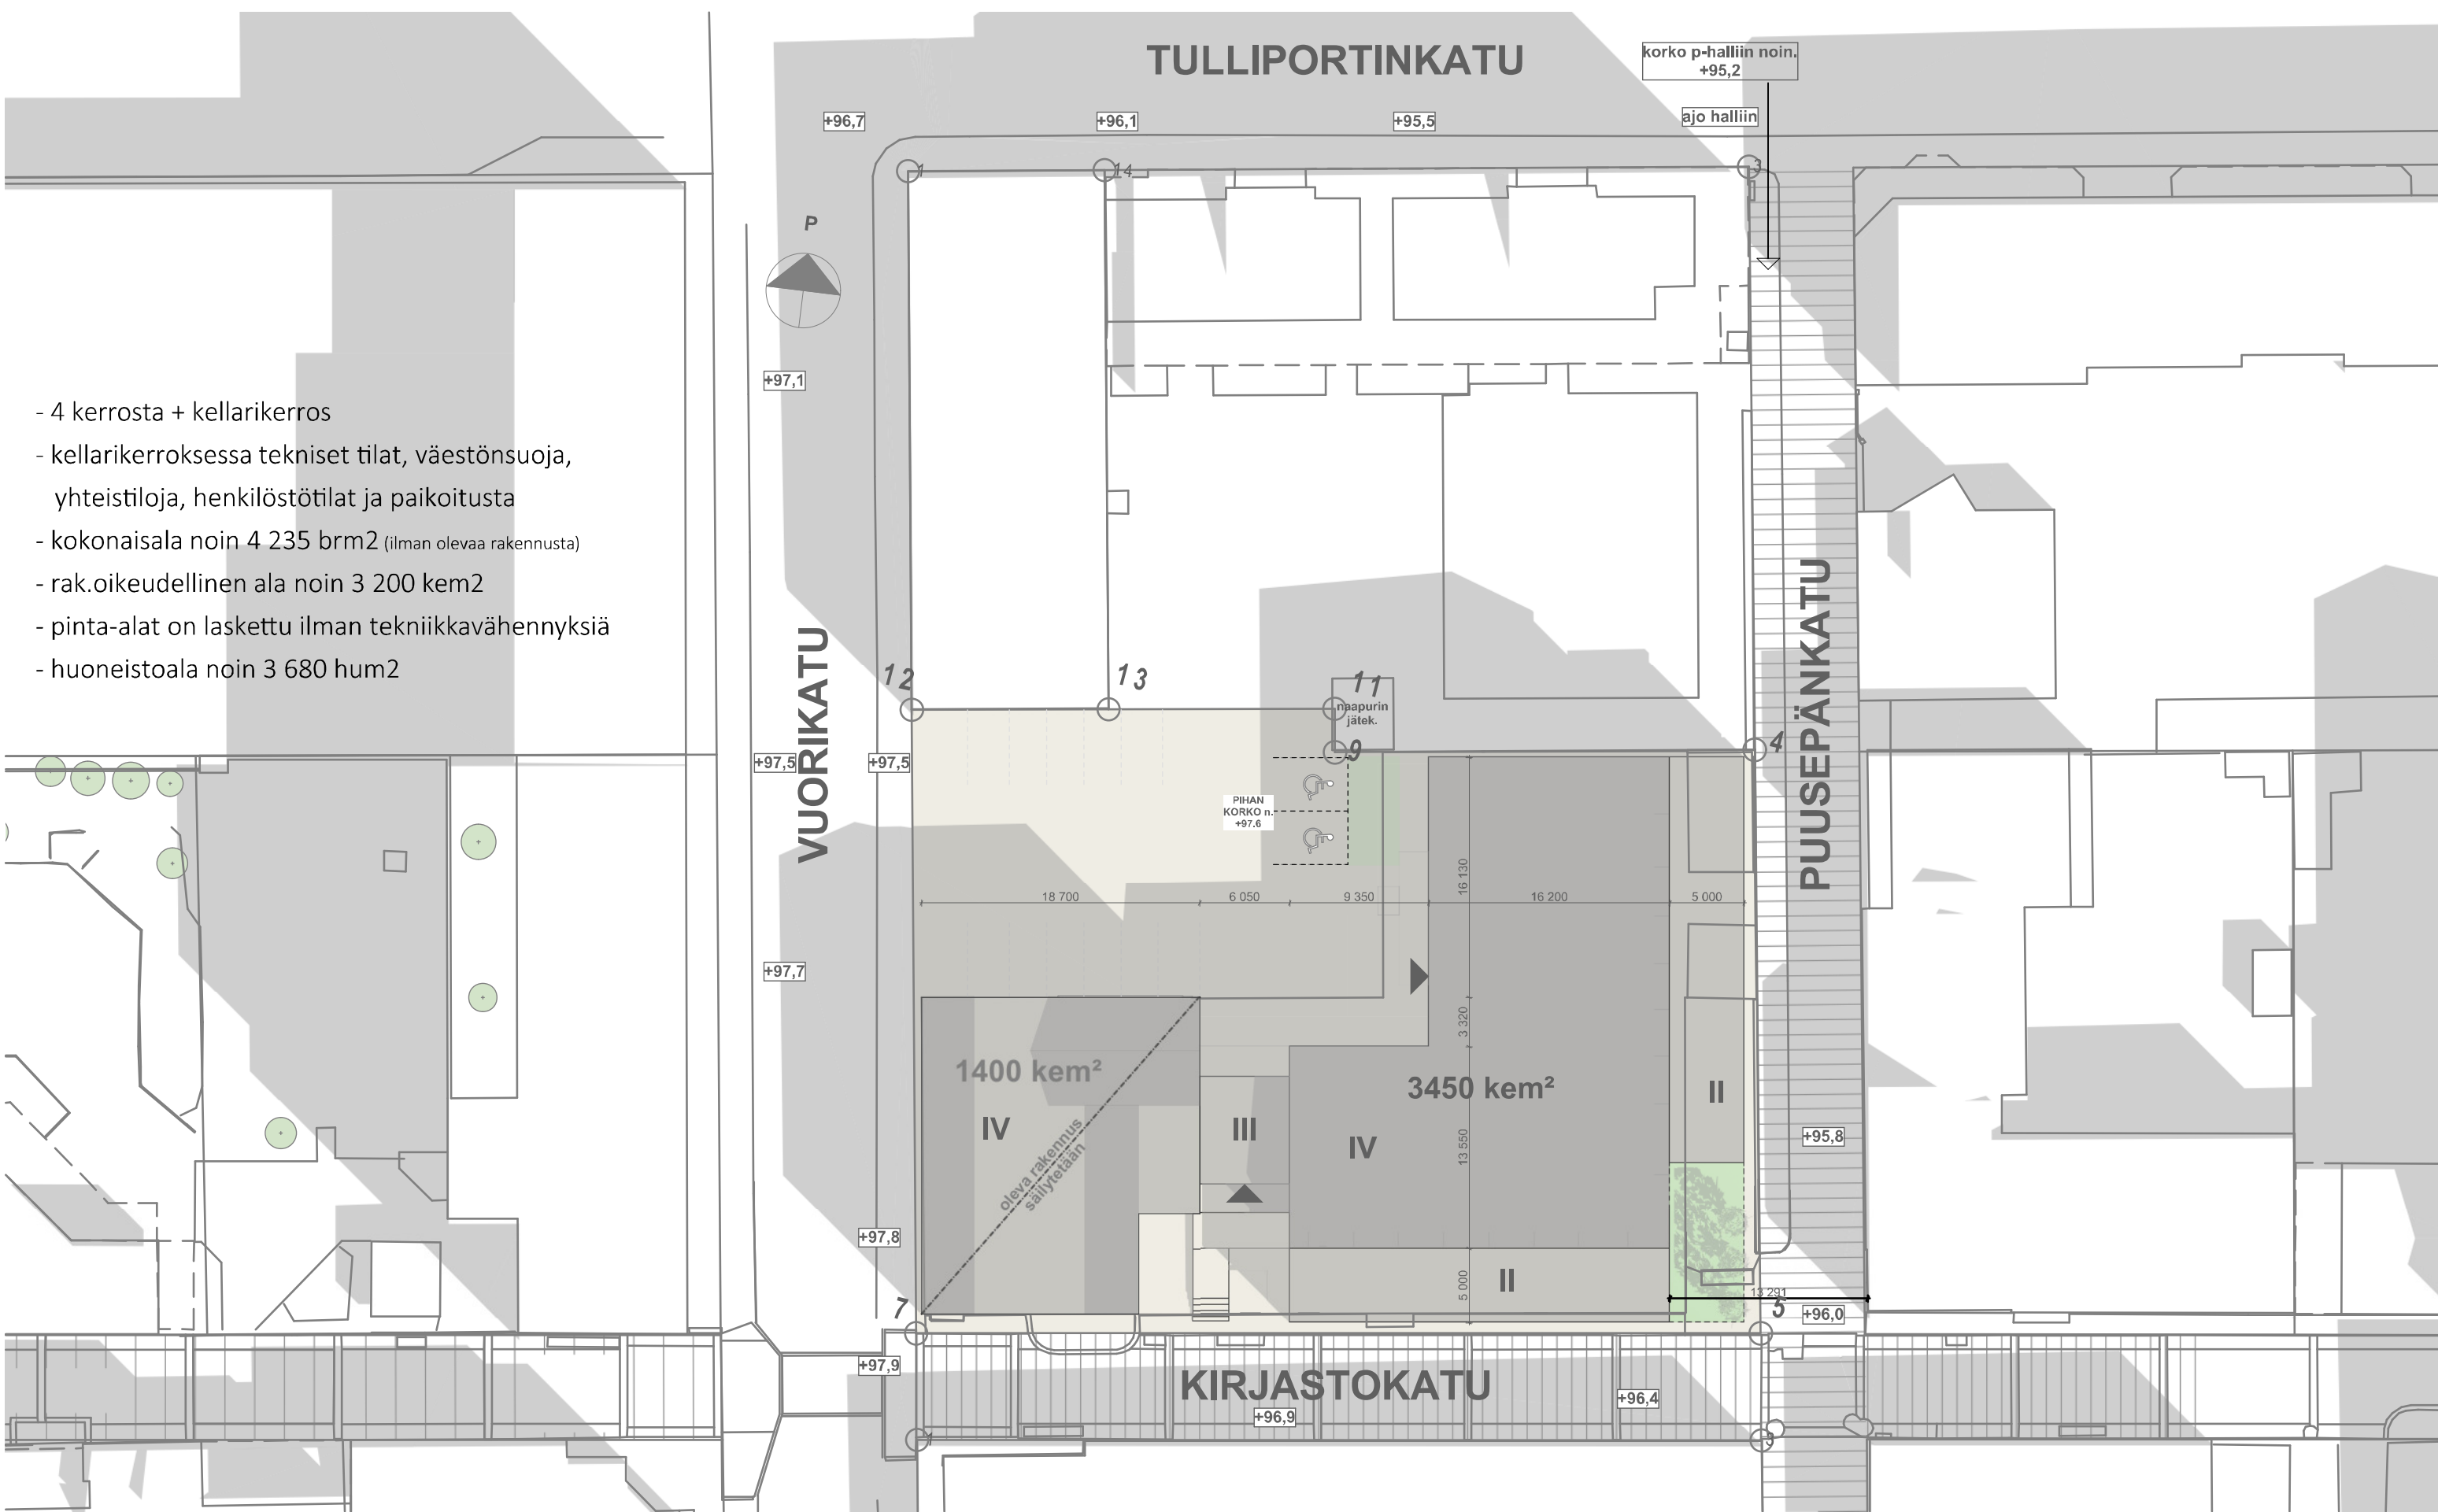 TULLIPORTINKATU
korko p-halliin noin.
+95,2
+96,7
+96,1
+95,5
ajo halliin
1
14
3
P
+97,1
- 4 kerrosta + kellarikerros
- kellarikerroksessa tekniset tilat, väestönsuoja,
yhteistiloja, henkilöstötilat ja paikoitusta
- kokonaisala noin 4 235 brm2 (ilman olevaa rakennusta)
- rak.oikeudellinen ala noin 3 200 kem2
- pinta-alat on laskettu ilman tekniikkavähennyksiä
- huoneistoala noin 3 680 hum2
VUORIKATU
PUUSEPÄNKATU
12
13
11
naapurin
jätek.
9
4
+97,5
+97,5
PIHAN
KORKO n.
+97.6
16 130
18 700
6 050
9 350
16 200
5 000
+97,7
3 320
1400 kem²
3450 kem²
IV
III
IV
II
13 550
oleva rakennus
säilytetään
+95,8
+97,8
II
5 000
13 291
7
5
+96,0
+97,9
KIRJASTOKATU
+96,4
+96,9
1
3